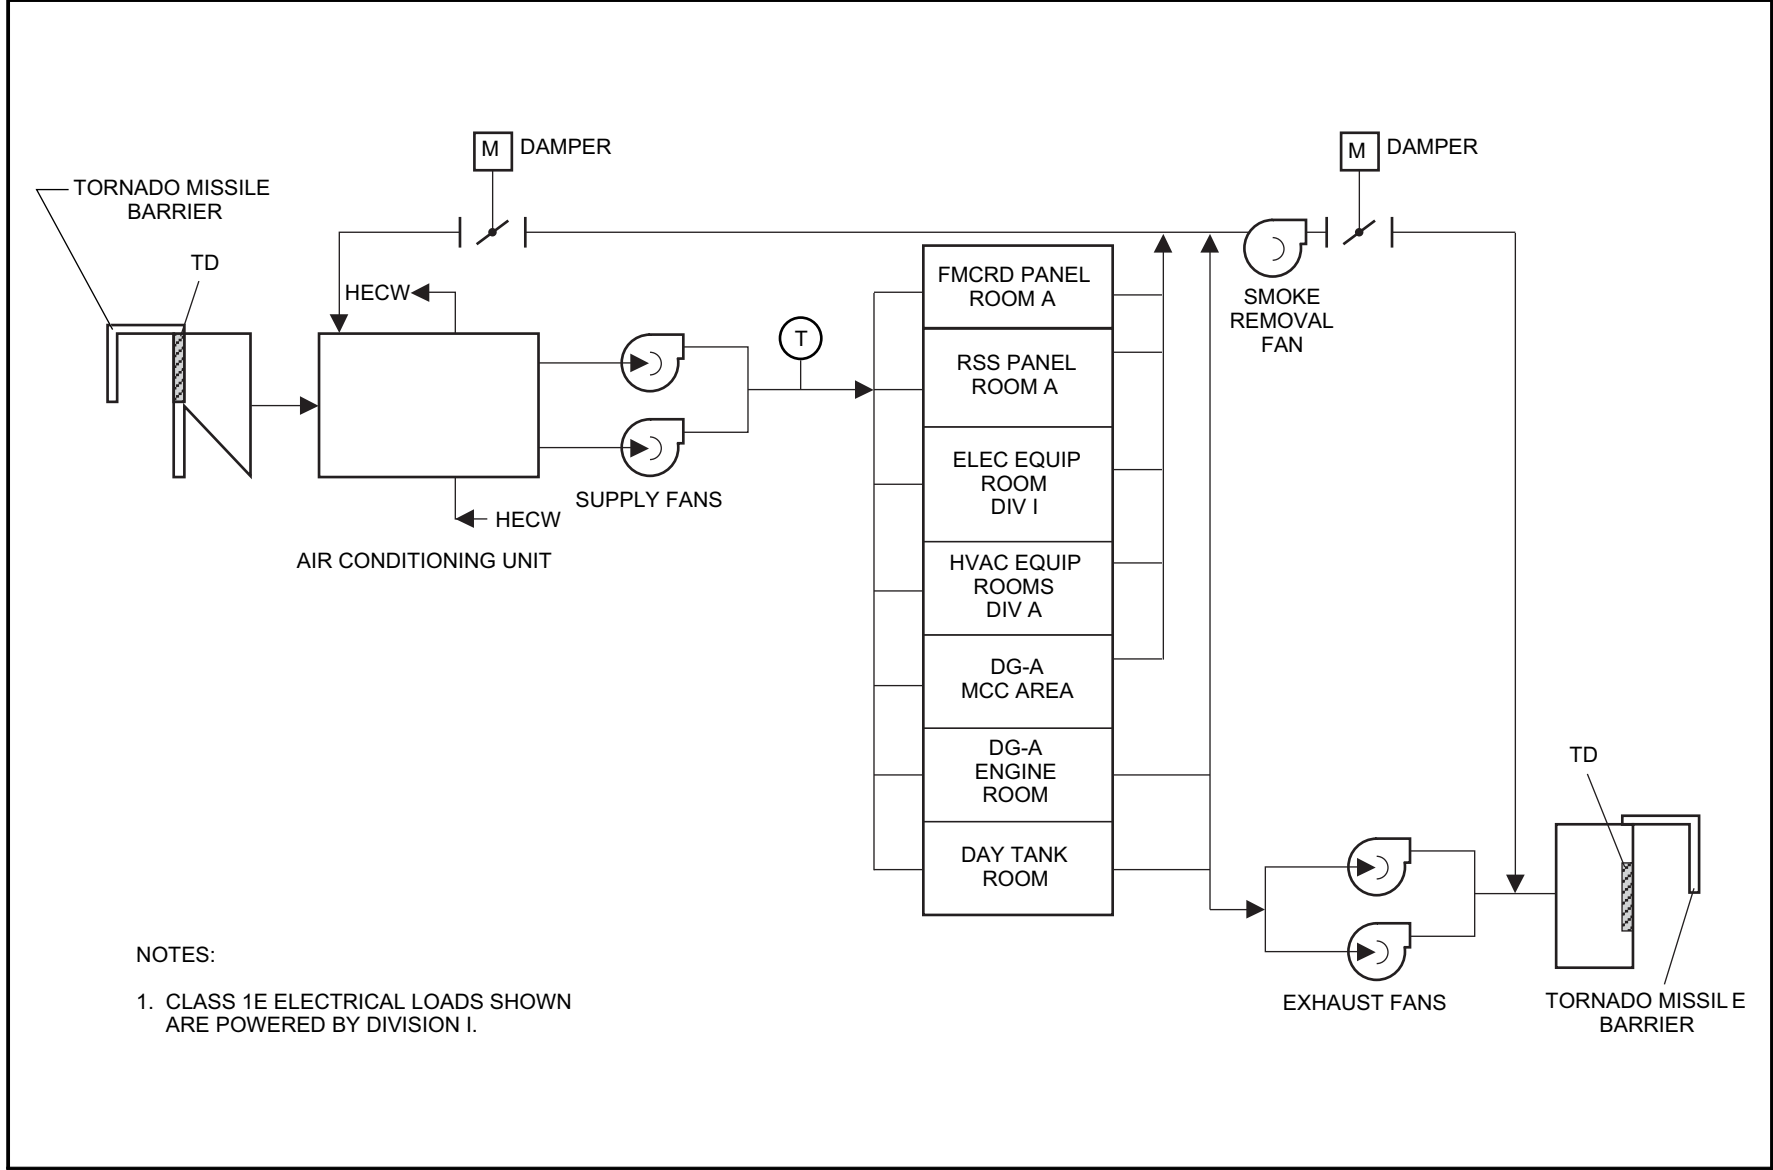 M DAMPER
M DAMPER
TORNADO MISSILE
BARRIER
TD
HECW
FMCRD PANEL
ROOM A
SMOKE
REMOVAL
FAN
T
RSS PANEL
ROOM A
ELEC EQUIP
ROOM
DIV I
SUPPLY FANS
HECW
AIR CONDITIONING UNIT
HVAC EQUIP
ROOMS
DIV A
DG-A
MCC AREA
DG-A
ENGINE
ROOM
TD
DAY TANK
ROOM
EXHAUST FANS
TORNADO MISSILE
BARRIER
NOTES:
1. CLASS 1E ELECTRICAL LOADS SHOWN
ARE POWERED BY DIVISION I.